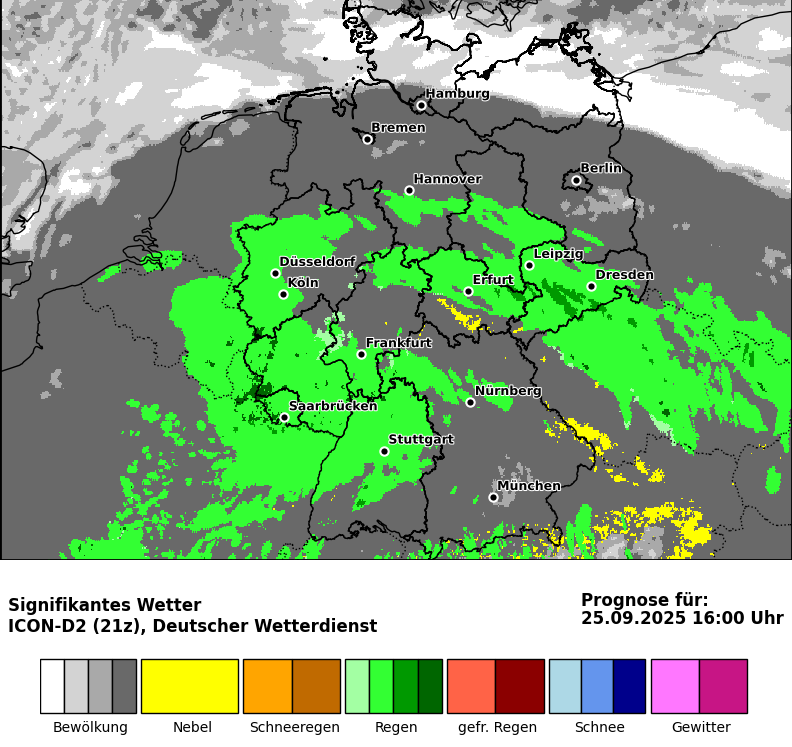 Hamburg
Bremen
Berlin
Hannover
Leipzig
Düsseldorf
Dresden
Köln
Erfurt
Frankfurt
Nürnberg
Saarbrücken
Stuttgart
München
Signifikantes Wetter
ICON-D2 (21z), Deutscher Wetterdienst
Prognose für:
25.09.2025 16:00 Uhr
Bewölkung Nebel Schneeregen Regen gefr. Regen Schnee Gewitter